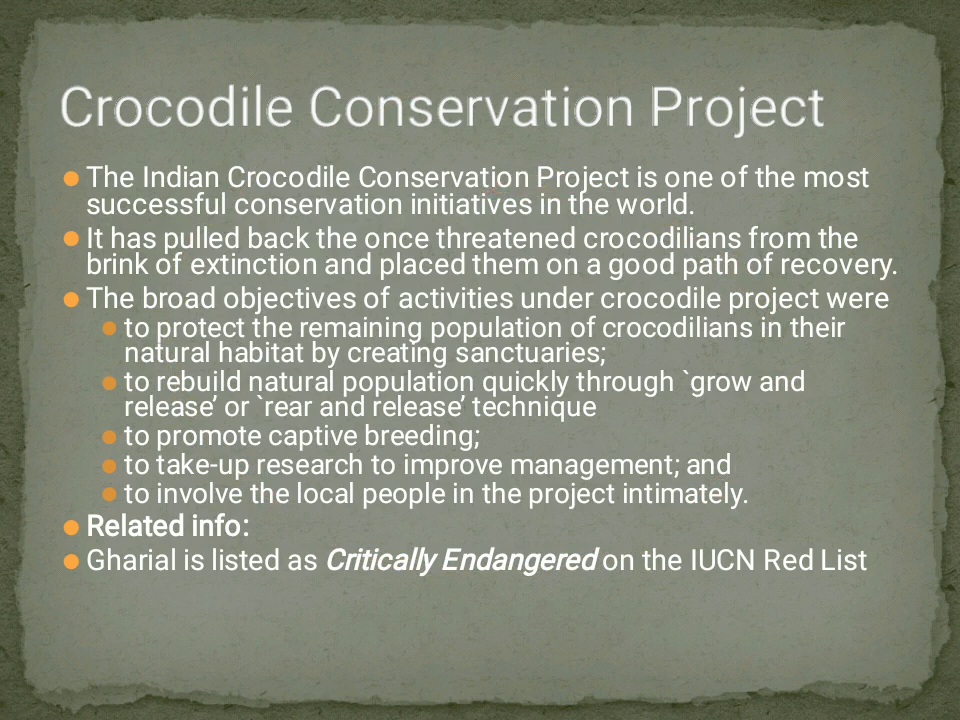 Crocodile Conservation Project
The Indian Crocodile Conservation Project is one of the most
successful conservation initiatives in the world.
It has pulled back the once threatened crocodilians from the
brink of extinction and placed them on a good path of recovery.
The broad objectives of activities under crocodile project were
to protect the remaining population of crocodilians in their
natural habitat by creating sanctuaries;
to rebuild natural population quickly through `grow and
release’ or `rear and release’ technique
to promote captive breeding;
to take-up research to improve management; and
to involve the local people in the project intimately.
Related info:
Gharial is listed as Critically Endangered on the IUCN Red List